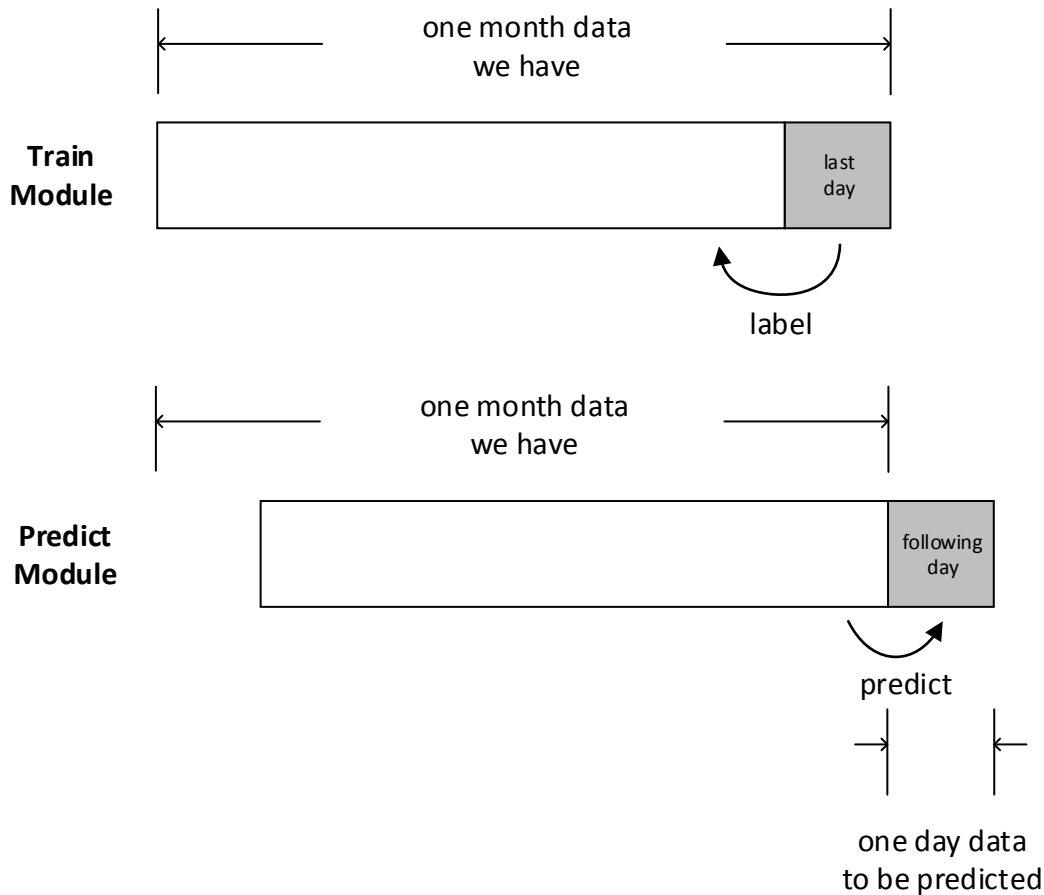 one month data
we have
Train
Module
last
day
label
one month data
we have
Predict
Module
following
day
predict
one day data
to be predicted